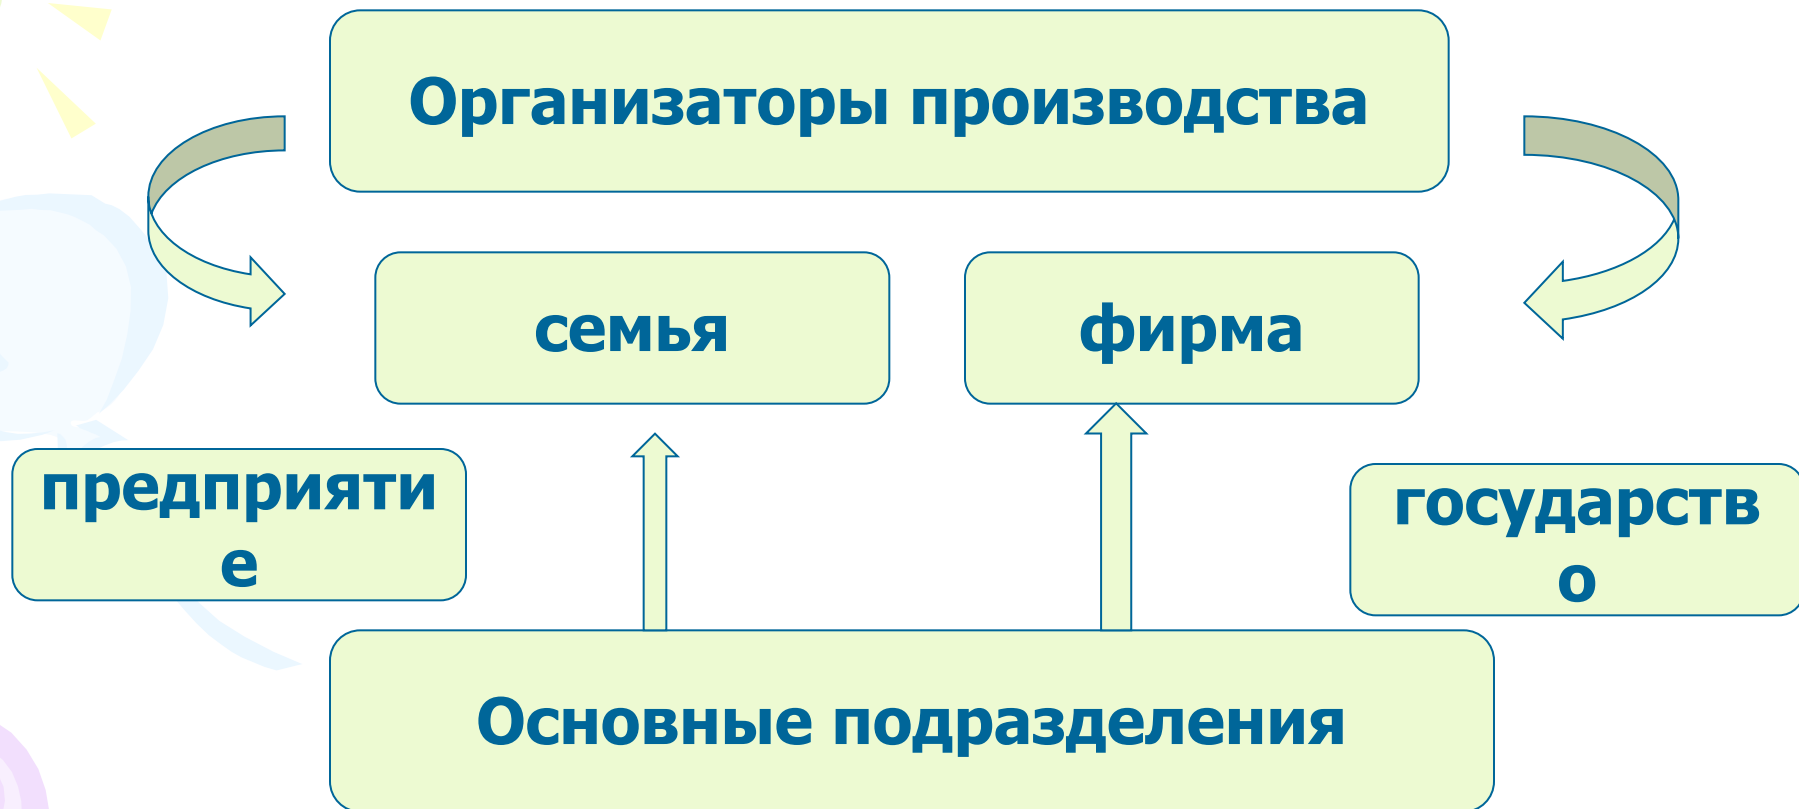 Организаторы производства
семья
фирма
предприяти
е
государств
о
Основные подразделения